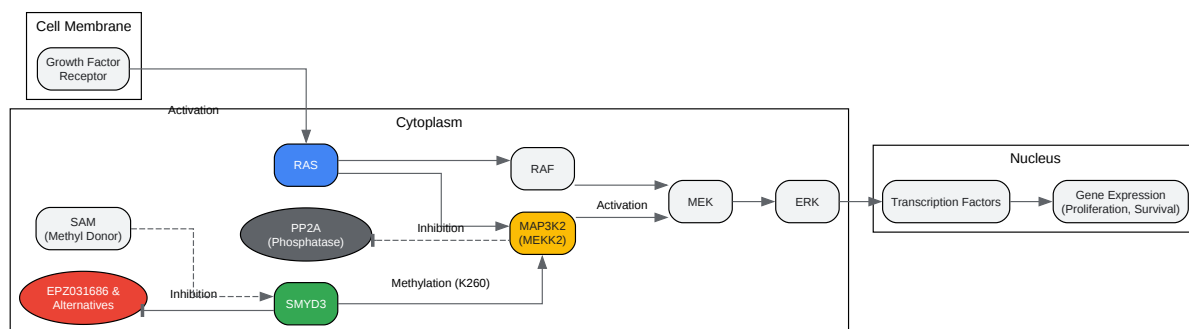 Cell Membrane
Growth Factor
Receptor
Activation
Cytoplasm
RAS
RAF
Nucleus
MEK
ERK
Transcription Factors
Gene Expression
(Proliferation, Survival)
Activation
SAM
(Methyl Donor)
PP2A
(Phosphatase)
Inhibition
MAP3K2
(MEKK2)
EPZ031686 &
Alternatives
Inhibition
SMYD3
Methylation (K260)